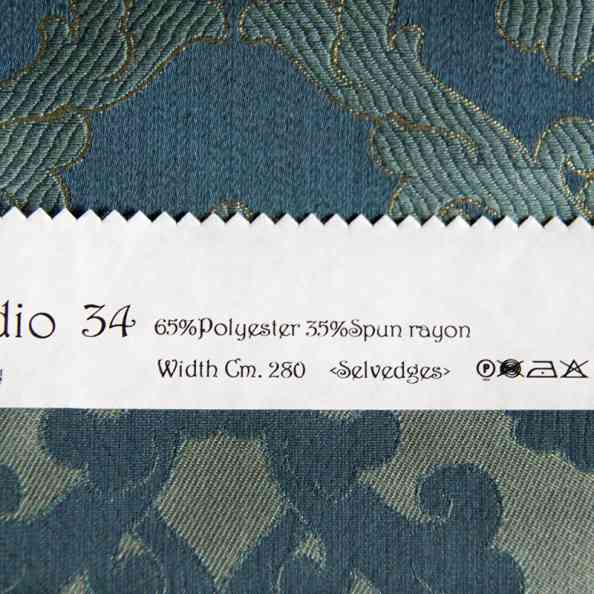 dio 34 65%Polyester 35%Spun rayon
Width Cm. 280 <Selvedges> P